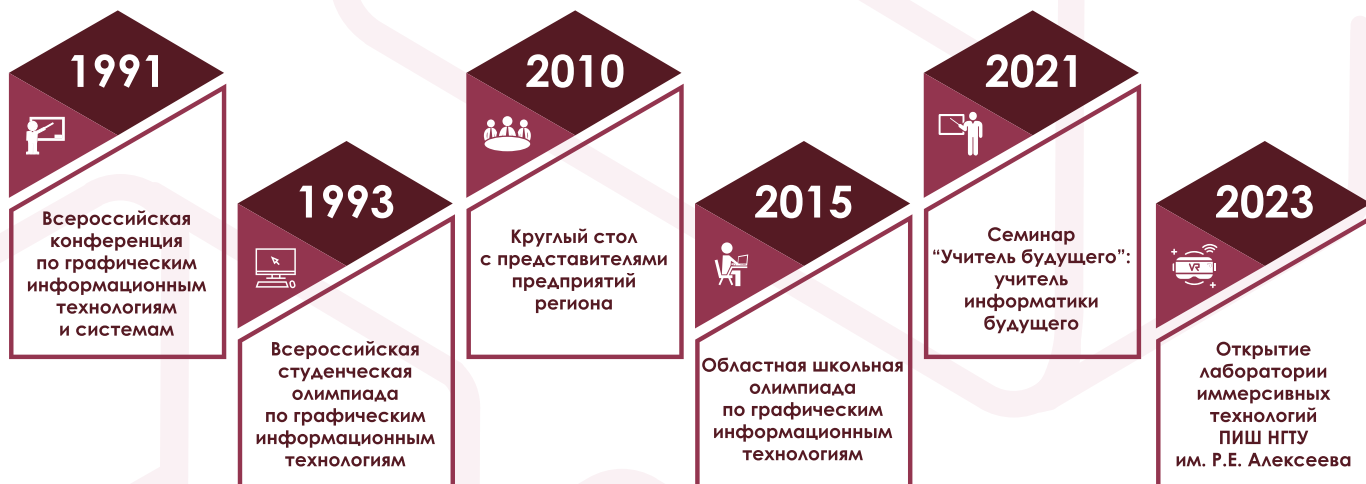 1991
Всероссийская
конференция
по графическим
информационным
технологиям
и системам
1993
Всероссийская
студенческая
олимпиада
по графическим
информационным
технологиям
2010
Круглый стол
с представителями
предприятий
региона
2015
Областная школьная
олимпиада
по графическим
информационным
технологиям
2021
Семинар
“Учитель будущего”:
учитель
информатики
будущего
2023
VR
Открытие
лаборатории
иммерсивных
технологий
ПИШ НГТУ
им. Р.Е. Алексеева